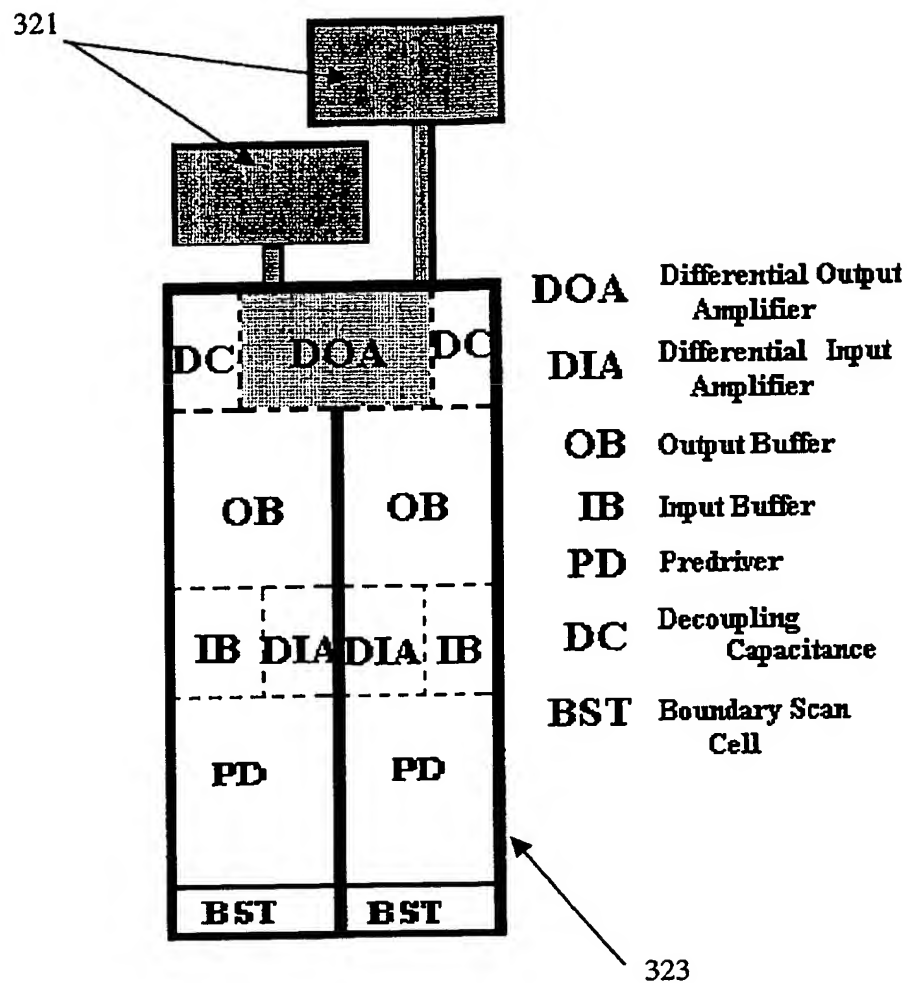 321
DC DOA DC
OB OB
IB DIA DIA IB
PD PD
BST BST
DOA Differential Output
Amplifier
DIA Differential Input
Amplifier
OB Output Buffer
IB Input Buffer
PD Predriver
DC Decoupling
Capacitance
BST Boundary Scan
Cell
323